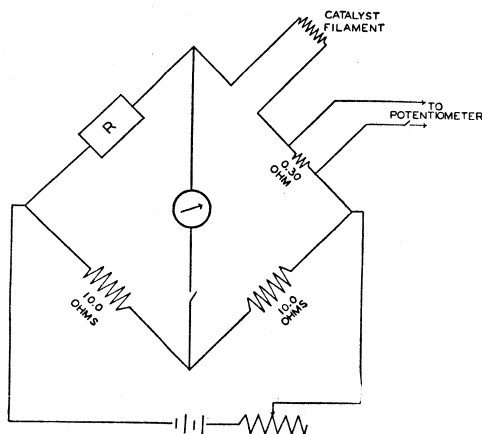 CATALYST
FILAMENT
R
TO
POTENTIOMETER
0.30
OHM
10.0
OHMS
10.0
OHMS